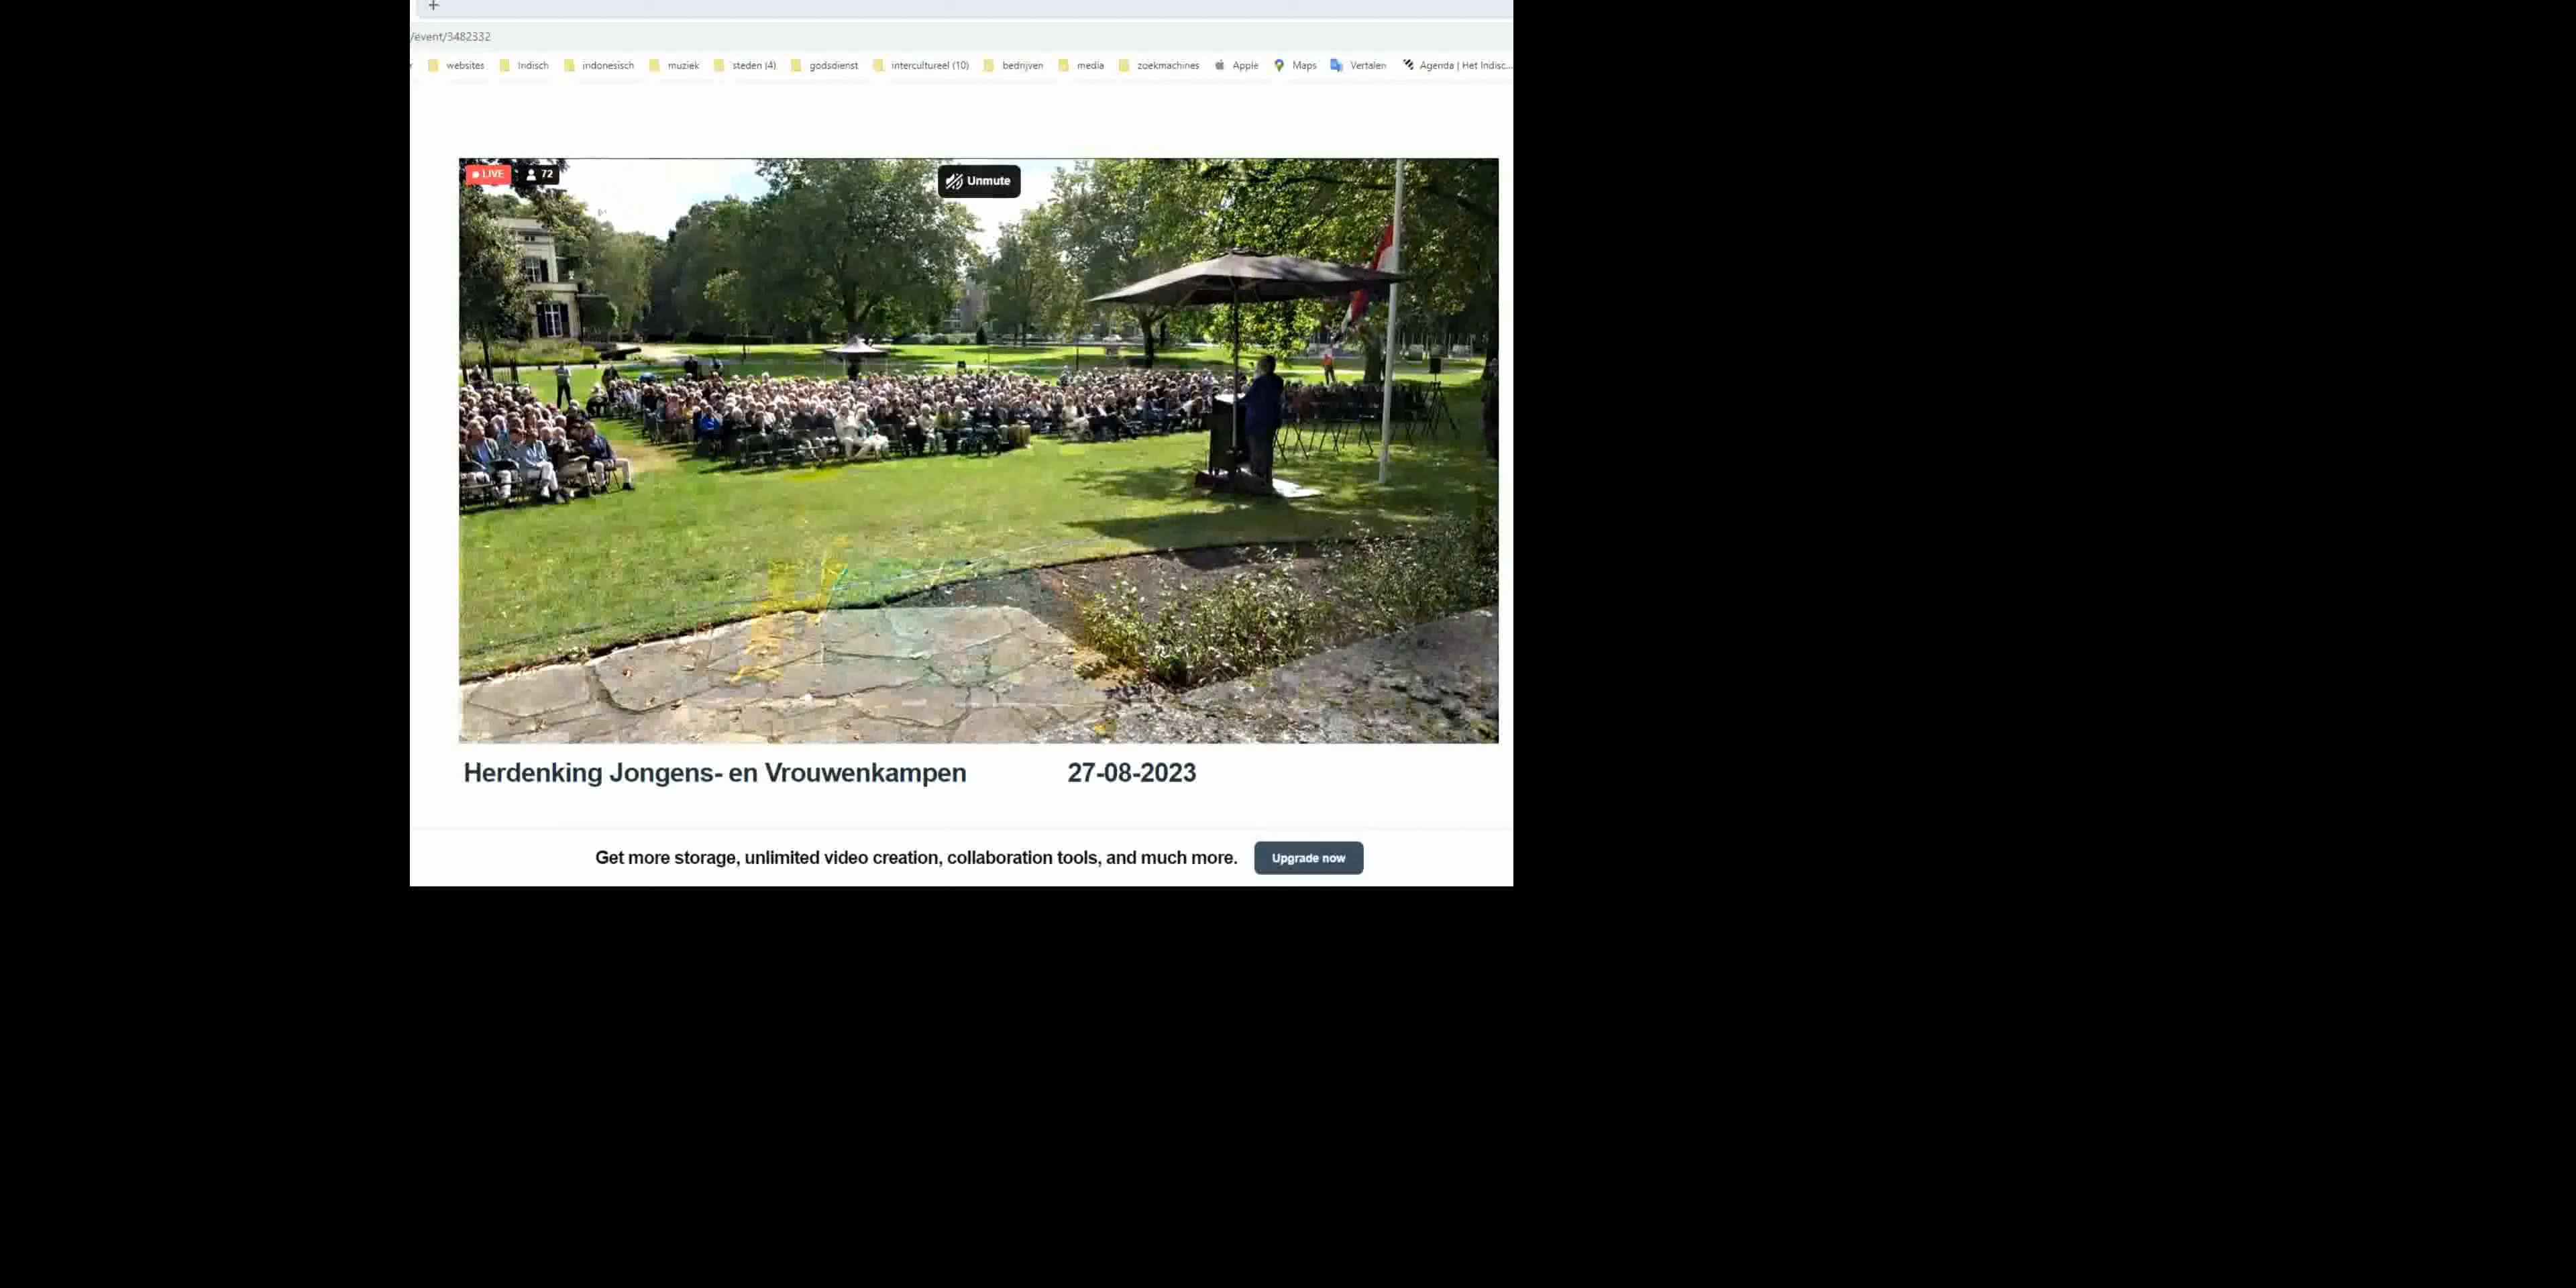 +
/event/3482332
websites Indisch indonesisch muziek 'steden (4) godsdienst intercultureel (10) bedrijven media zoekmachines Apple Maps Vertalen Agenda | Het Indisc...
LIVE 72 Unmute
Herdenking Jongens- en Vrouwenkampen 27-08-2023
Get more storage, unlimited video creation, collaboration tools, and much more. Upgrade now